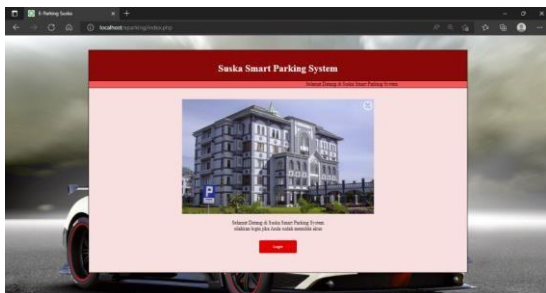 E-Parking Suska
localhost/eparking/index.php
Suska Smart Parking System
Selamat Datang di Suska Smart Parking System
P
Selamat Datang di Suska Smart Parking System
silahkan login jika Anda sudah memiliki akun
Login